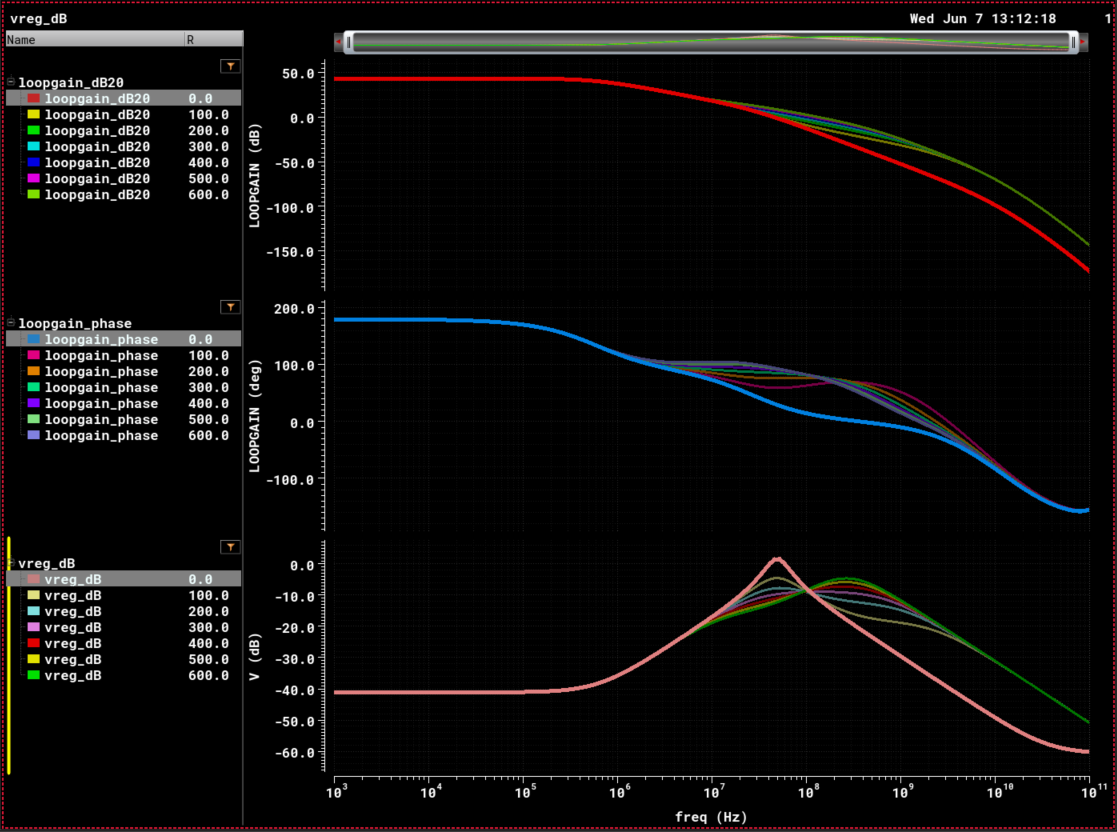 vreg_dB Wed Jun 7 13:12:18 1
Name R
loopgain_dB20
loopgain_dB20 0.0
loopgain_dB20 100.0
loopgain_dB20 200.0
loopgain_dB20 300.0
loopgain_dB20 400.0
loopgain_dB20 500.0
loopgain_dB20 600.0
50.0
0.0
-50.0
-100.0
-150.0
LOOPGAIN (dB)
loopgain_phase
loopgain_phase 0.0
loopgain_phase 100.0
loopgain_phase 200.0
loopgain_phase 300.0
loopgain_phase 400.0
loopgain_phase 500.0
loopgain_phase 600.0
200.0
100.0
0.0
-100.0
LOOPGAIN (deg)
vreg_dB
vreg_dB 0.0
vreg_dB 100.0
vreg_dB 200.0
vreg_dB 300.0
vreg_dB 400.0
vreg_dB 500.0
vreg_dB 600.0
0.0
-10.0
-20.0
-30.0
-40.0
-50.0
-60.0
V (dB)
10³ 10⁴ 10⁵ 10⁶ 10⁷ 10⁸ 10⁹ 10¹⁰ 10¹¹
freq (Hz)